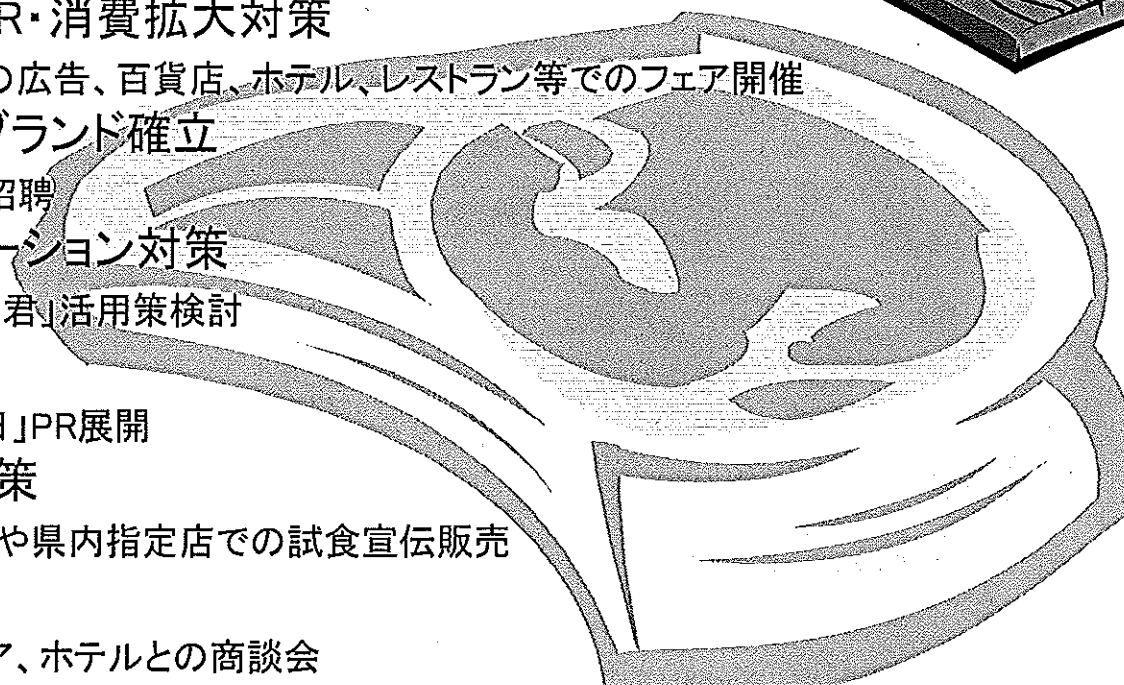 R・消費拡大対策
の広告、百貨店、ホテル、レストラン等でのフェア開催
ブランド確立
招聘
ーション対策
君」活用策検討
」PR展開
策
や県内指定店での試食宣伝販売
ア、ホテルとの商談会